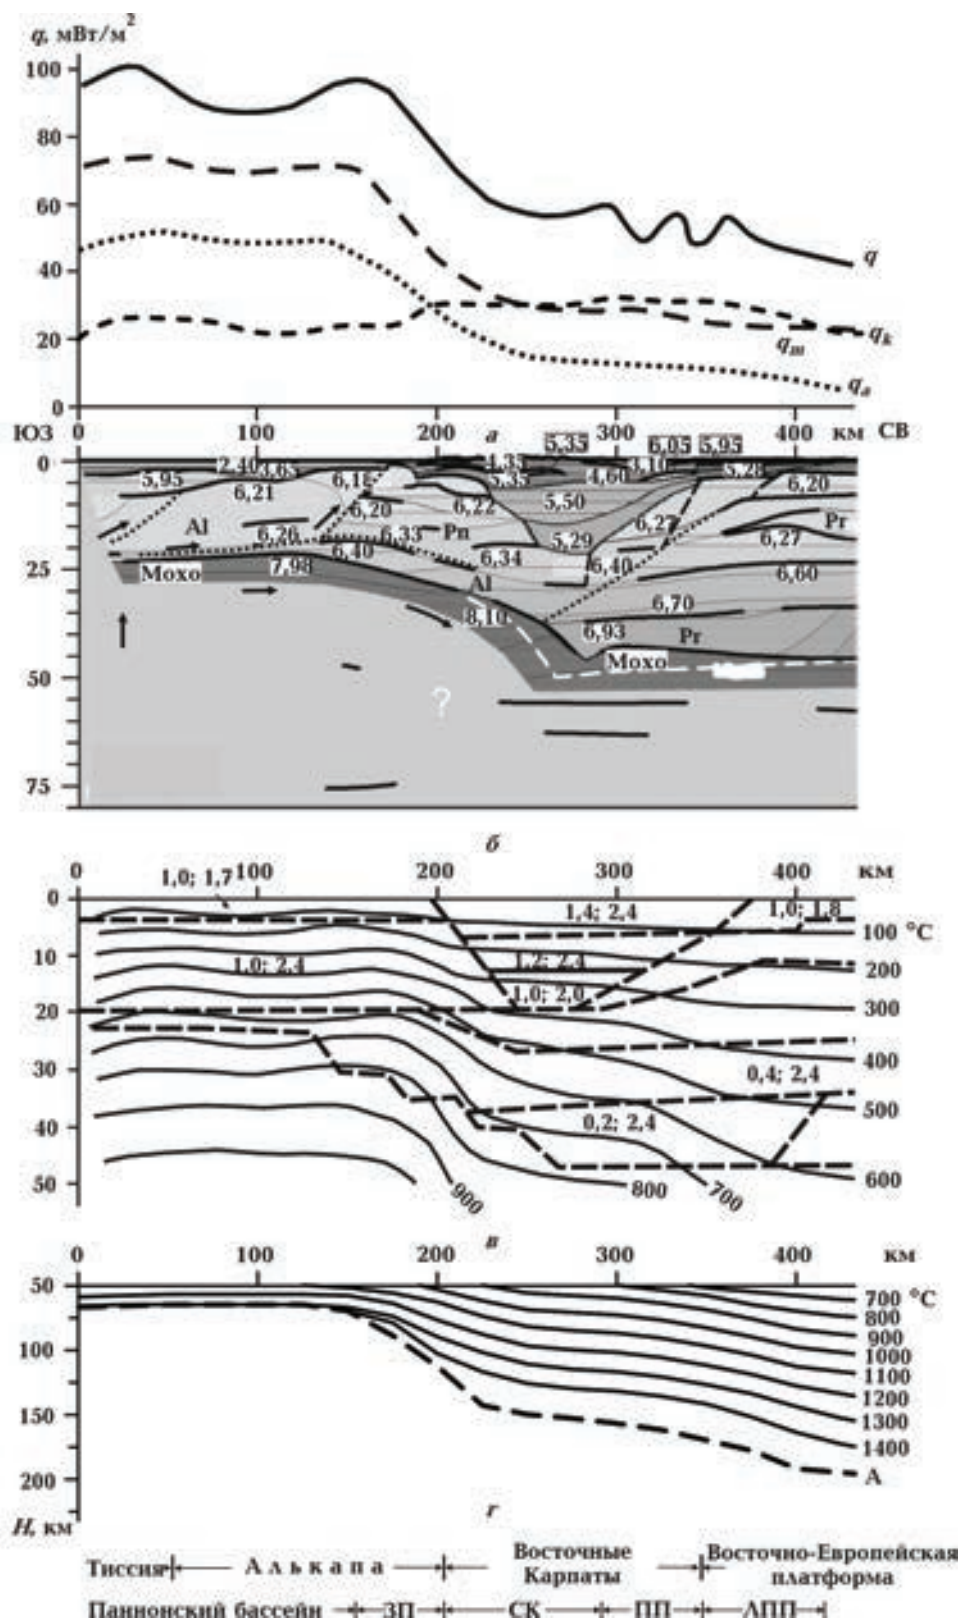 q, мВт/м²
100
80
60
40
20
0
q
qk
qm
qa
0 100 200 300 400 км
ЮЗ а СВ
5,35 6,05 5,95
0
2,40 3,65 4,35 3,10
5,95 6,21 6,18 5,35 4,60 5,28 6,20
6,20 6,22 5,50
Al 6,26 6,33 Pn 5,29 6,27 6,27 Pr
6,40 6,34 6,40 6,60
25
Мохо 7,98 Al
8,10 6,93 6,70 Pr
Мохо
50
?
75
б
0 100 200 300 400 км
1,0; 1,7
0
1,4; 2,4 1,0; 1,8
100 °C
10
1,0; 2,4 1,2; 2,4 200
1,0; 2,0 300
20
400
30
0,4; 2,4
500
40
0,2; 2,4
600
50
900 800 700
в
0 100 200 300 400 км
50
700 °C
800
900
100
1000
1100
1200
150
1300
1400
200
A
H, км
г
Тиссия Алькапа Восточные Карпаты Восточно-Европейская платформа
Паннонский бассейн ЗП СК ПП ЛПП